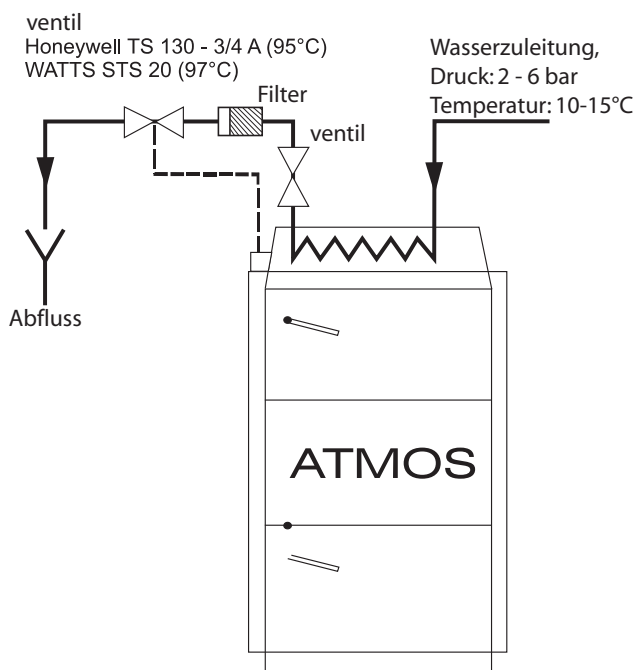 ventil
Honeywell TS 130 - 3/4 A (95°C)
WATTS STS 20 (97°C)
Wasserzuleitung,
Druck: 2 - 6 bar
Temperatur: 10-15°C
Filter
ventil
Abfluss
ATMOS